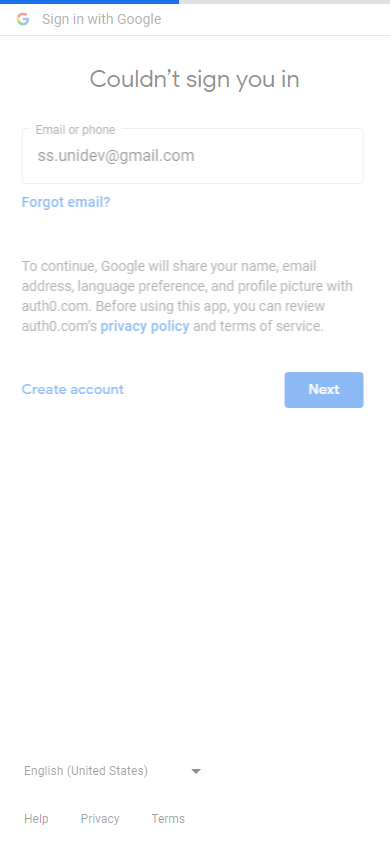 Sign in with Google
Couldn’t sign you in
Email or phone
ss.unidev@gmail.com
Forgot email?
To continue, Google will share your name, email
address, language preference, and profile picture with
auth0.com. Before using this app, you can review
auth0.com’s privacy policy and terms of service.
Create account
Next
English (United States)
Help
Privacy
Terms